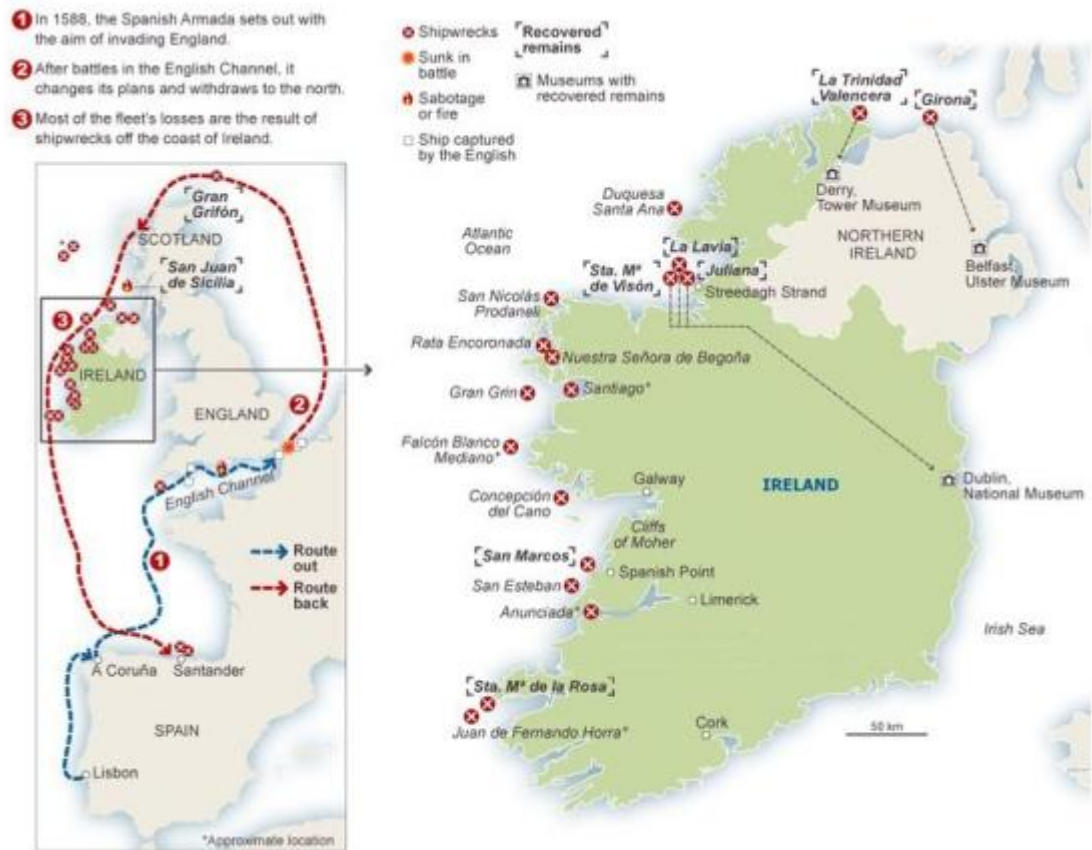 1 In 1588, the Spanish Armada sets out with
the aim of invading England.
2 After battles in the English Channel, it
changes its plans and withdraws to the north.
3 Most of the fleet's losses are the result of
shipwrecks off the coast of Ireland.
Shipwrecks
Sunk in
battle
Sabotage
or fire
Ship captured
by the English
Recovered
remains
Museums with
recovered remains
Gran
Grifón
SCOTLAND
San Juan
de Sicilia
3
IRELAND
ENGLAND
2
English Channel
1
Route
out
Route
back
A Coruña
Santander
SPAIN
Lisbon
*Approximate location
La Trinidad
Valencera
Girona
Derry,
Tower Museum
Duquesa
Santa Ana
Atlantic
Ocean
NORTHERN
IRELAND
Belfast,
Ulster Museum
La Lavia
Sta. Mª
de Visón
Juliana
Streedagh Strand
San Nicolás
Prodaneli
Rata Encoronada
Nuestra Señora de Begoña
Gran Grin
Santiago*
Falcón Blanco
Mediano*
Concepción
del Cano
Galway
IRELAND
Dublin,
National Museum
Cliffs
of Moher
San Marcos
Spanish Point
San Esteban
Limerick
Anunciada*
Irish Sea
Sta. Mª de la Rosa
Juan de Fernando Horra*
Cork
50 km